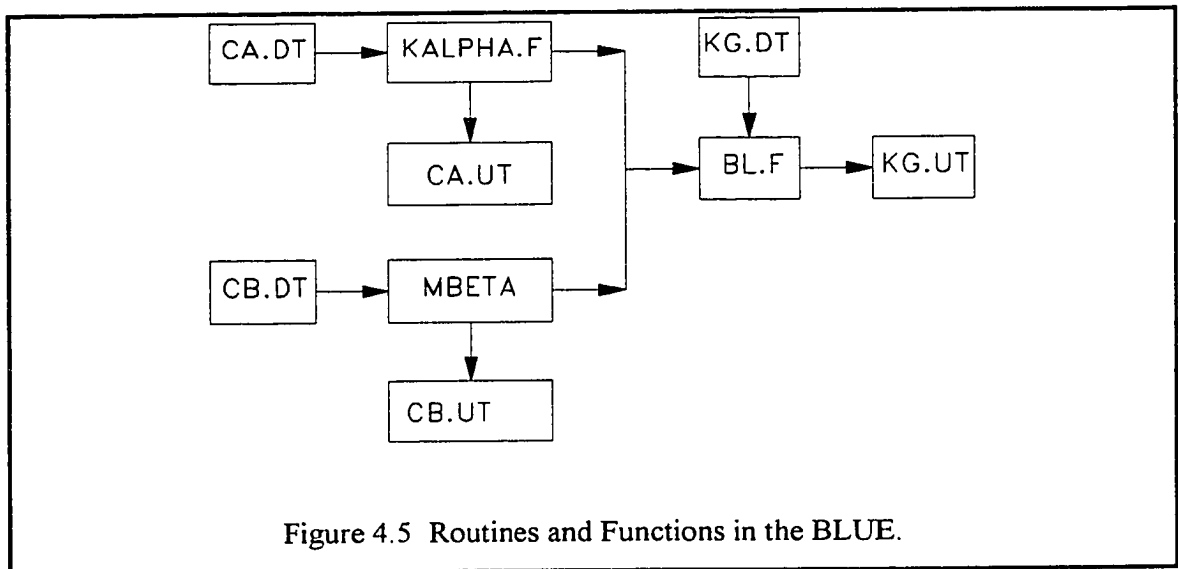 CA.DT
KALPHA.F
KG.DT
CA.UT
BL.F
KG.UT
CB.DT
MBETA
CB.UT
Figure 4.5 Routines and Functions in the BLUE.